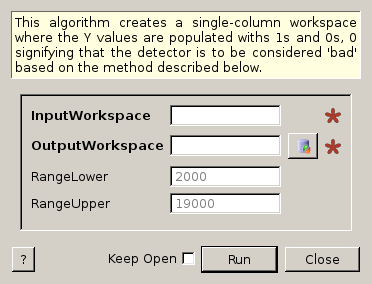 This algorithm creates a single-column workspace
where the Y values are populated withs 1s and 0s, 0
signifying that the detector is to be considered 'bad'
based on the method described below.
InputWorkspace
OutputWorkspace
RangeLower 2000
RangeUpper 19000
? Keep Open Run Close